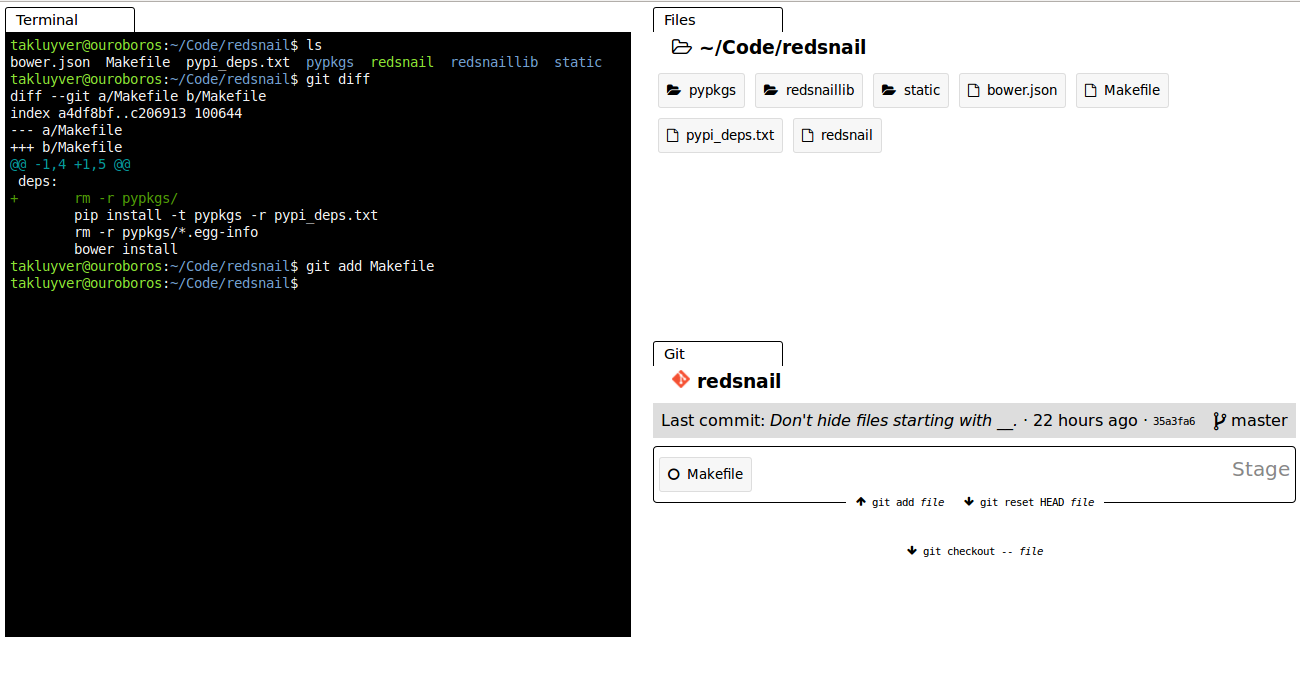 Terminal
takluyver@ouroboros:~/Code/redsnail$ ls
bower.json  Makefile  pypi_deps.txt  pypkgs  redsnail  redsnaillib  static
takluyver@ouroboros:~/Code/redsnail$ git diff
diff --git a/Makefile b/Makefile
index a4df8bf..c206913 100644
--- a/Makefile
+++ b/Makefile
@@ -1,4 +1,5 @@
 deps:
+       rm -r pypkgs/
        pip install -t pypkgs -r pypi_deps.txt
        rm -r pypkgs/*.egg-info
        bower install
takluyver@ouroboros:~/Code/redsnail$ git add Makefile
takluyver@ouroboros:~/Code/redsnail$
Files
~/Code/redsnail
pypkgs redsnaillib static bower.json Makefile
pypi_deps.txt redsnail
Git
redsnail
Last commit: Don't hide files starting with __. · 22 hours ago · 35a3fa6 master
Makefile Stage
git add file git reset HEAD file
git checkout -- file